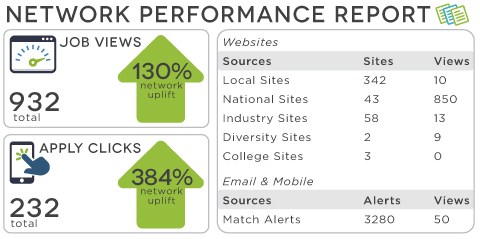 NETWORK PERFORMANCE REPORT
JOB VIEWS
932
total
130%
network
uplift
APPLY CLICKS
232
total
384%
network
uplift
Websites
Sources Sites Views
Local Sites 342 10
National Sites 43 850
Industry Sites 58 13
Diversity Sites 2 9
College Sites 3 0
Email & Mobile
Sources Alerts Views
Match Alerts 3280 50